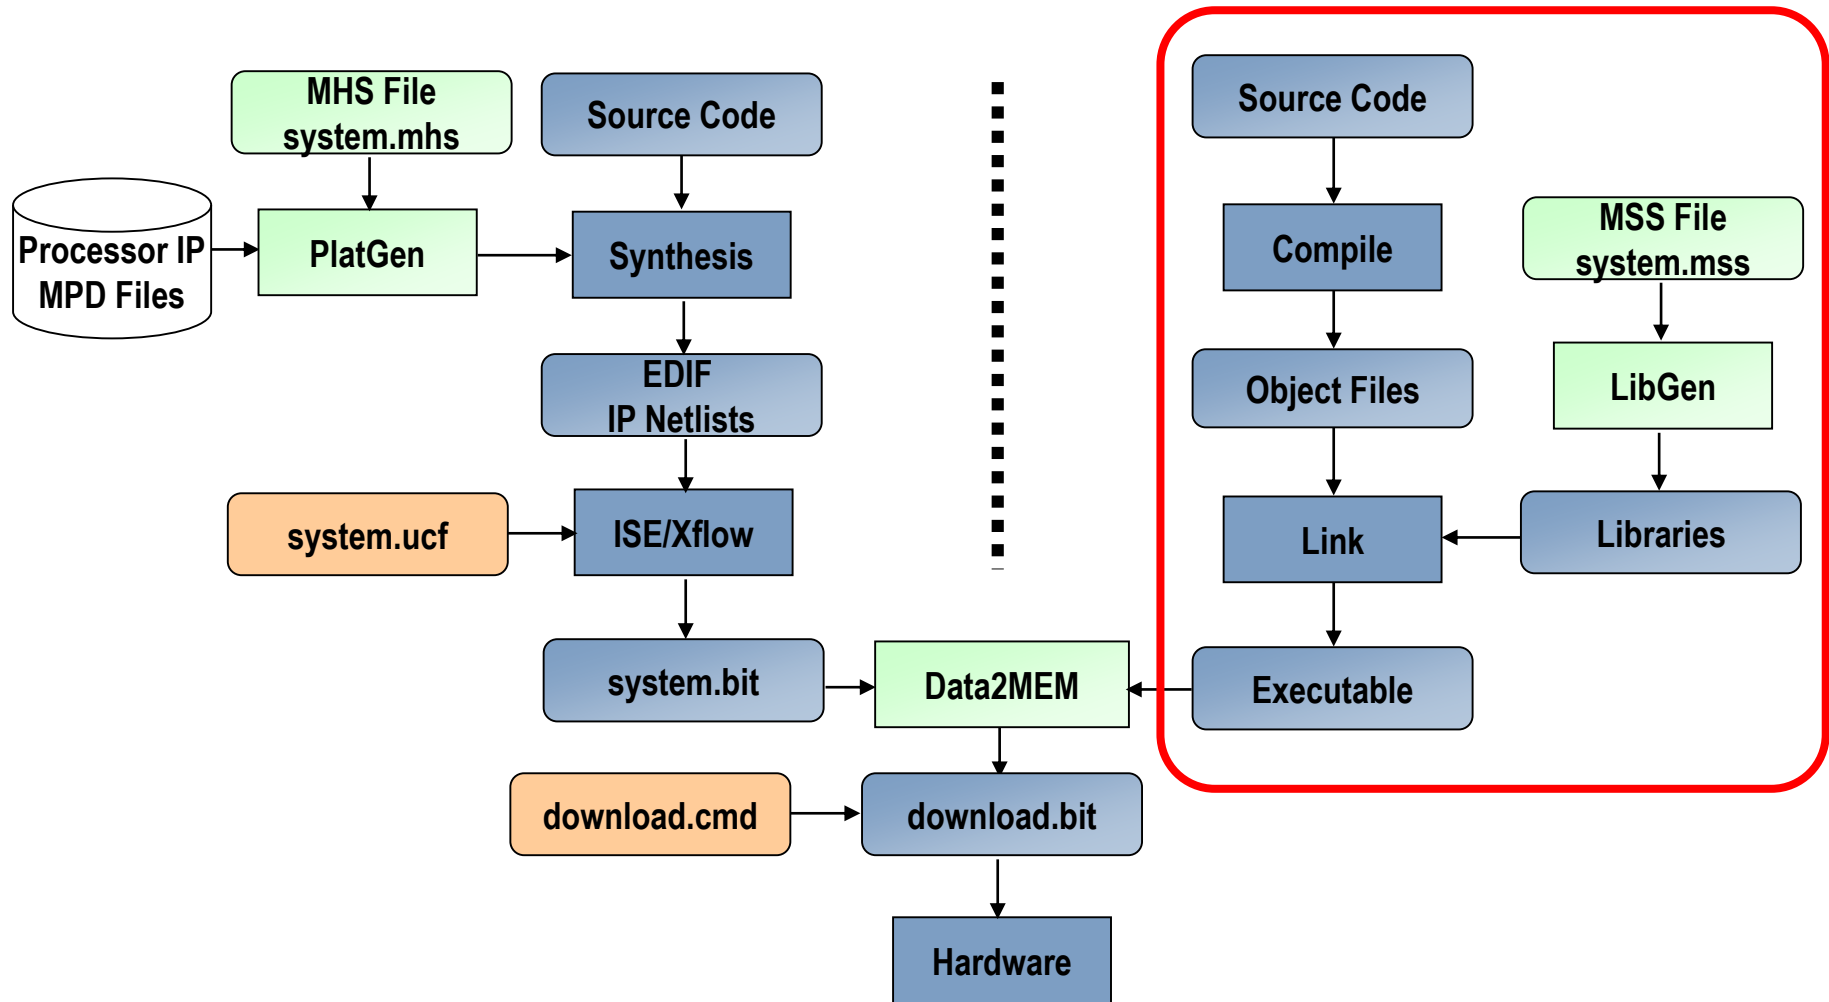 MHS File
system.mhs
Source Code
Processor IP
MPD Files
PlatGen
Synthesis
EDIF
IP Netlists
system.ucf
ISE/Xflow
system.bit
Data2MEM
download.cmd
download.bit
Hardware
Source Code
Compile
MSS File
system.mss
Object Files
LibGen
Link
Libraries
Executable